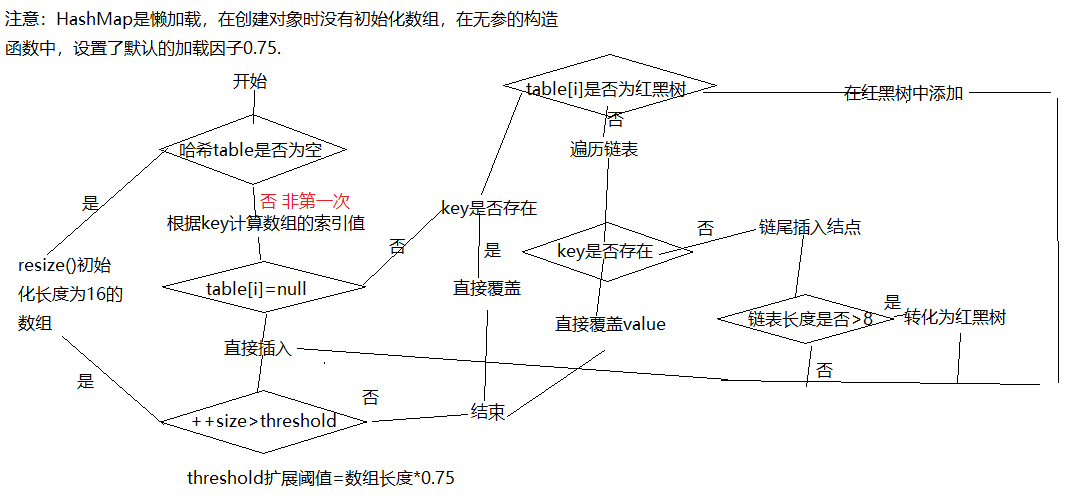 注意：HashMap是懒加载，在创建对象时没有初始化数组，在无参的构造
函数中，设置了默认的加载因子0.75.
开始
table[i]是否为红黑树
在红黑树中添加
否
哈希table是否为空
遍历链表
是
否 非第一次
key是否存在
根据key计算数组的索引值
否
否
链尾插入结点
是
key是否存在
resize()初始
化长度为16的
数组
table[i]=null
直接覆盖
是
链表长度是否>8
转化为红黑树
直接覆盖value
直接插入
否
是
否
结束
++size>threshold
threshold扩展阈值=数组长度*0.75